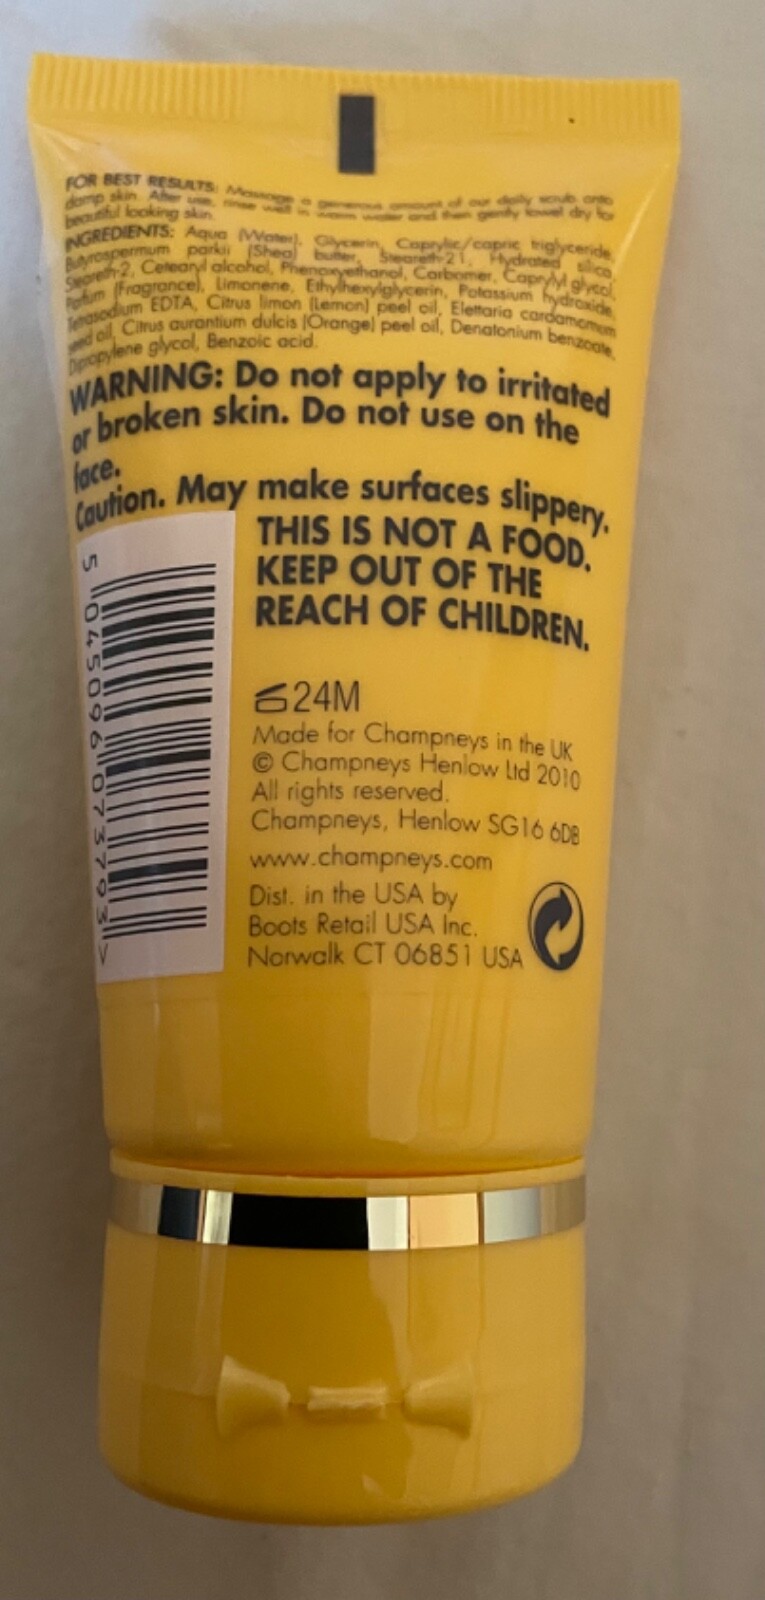 FOR BEST RESULTS: Massage a generous amount of our daily scrub onto
damp skin. After use, rinse well in warm water and then gently towel dry for
beautiful looking skin.
INGREDIENTS: Aqua (Water), Glycerin, Caprylic/capric triglyceride,
Butyrospermum parkii (Shea) butter, Steareth-21, Hydrated silica,
Steareth-2, Cetearyl alcohol, Phenoxyethanol, Carbomer, Caprylyl glycol,
Parfum (Fragrance), Limonene, Ethylhexylglycerin, Potassium hydroxide,
Tetrasodium EDTA, Citrus limon (Lemon) peel oil, Elettaria cardamomum
seed oil, Citrus aurantium dulcis (Orange) peel oil, Denatonium benzoate,
Dipropylene glycol, Benzoic acid.
WARNING: Do not apply to irritated
or broken skin. Do not use on the
face.
Caution. May make surfaces slippery.
THIS IS NOT A FOOD.
KEEP OUT OF THE
REACH OF CHILDREN.
24M
Made for Champneys in the UK
© Champneys Henlow Ltd 2010
All rights reserved.
Champneys, Henlow SG16 6DB
www.champneys.com
Dist. in the USA by
Boots Retail USA Inc.
Norwalk CT 06851 USA
5 045096 073793 >